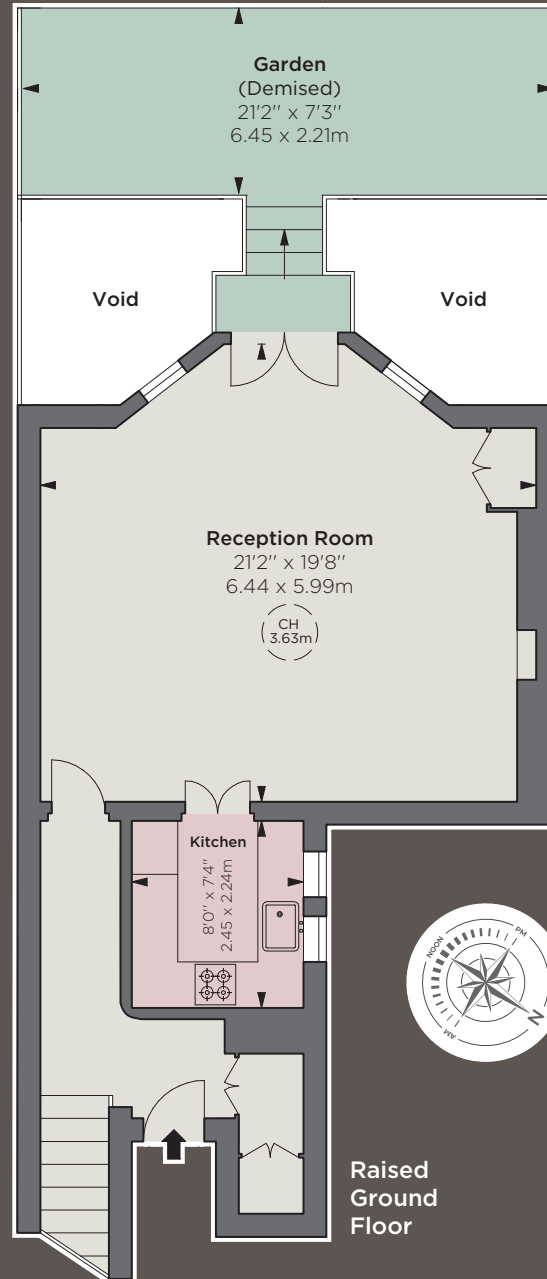 Garden
(Demised)
21'2'' x 7'3''
6.45 x 2.21m
Void
Void
Reception Room
21'2'' x 19'8''
6.44 x 5.99m
CH
3.63m
Kitchen
8'0'' x 7'4''
2.45 x 2.24m
NOON
PM
AM
N
Raised
Ground
Floor